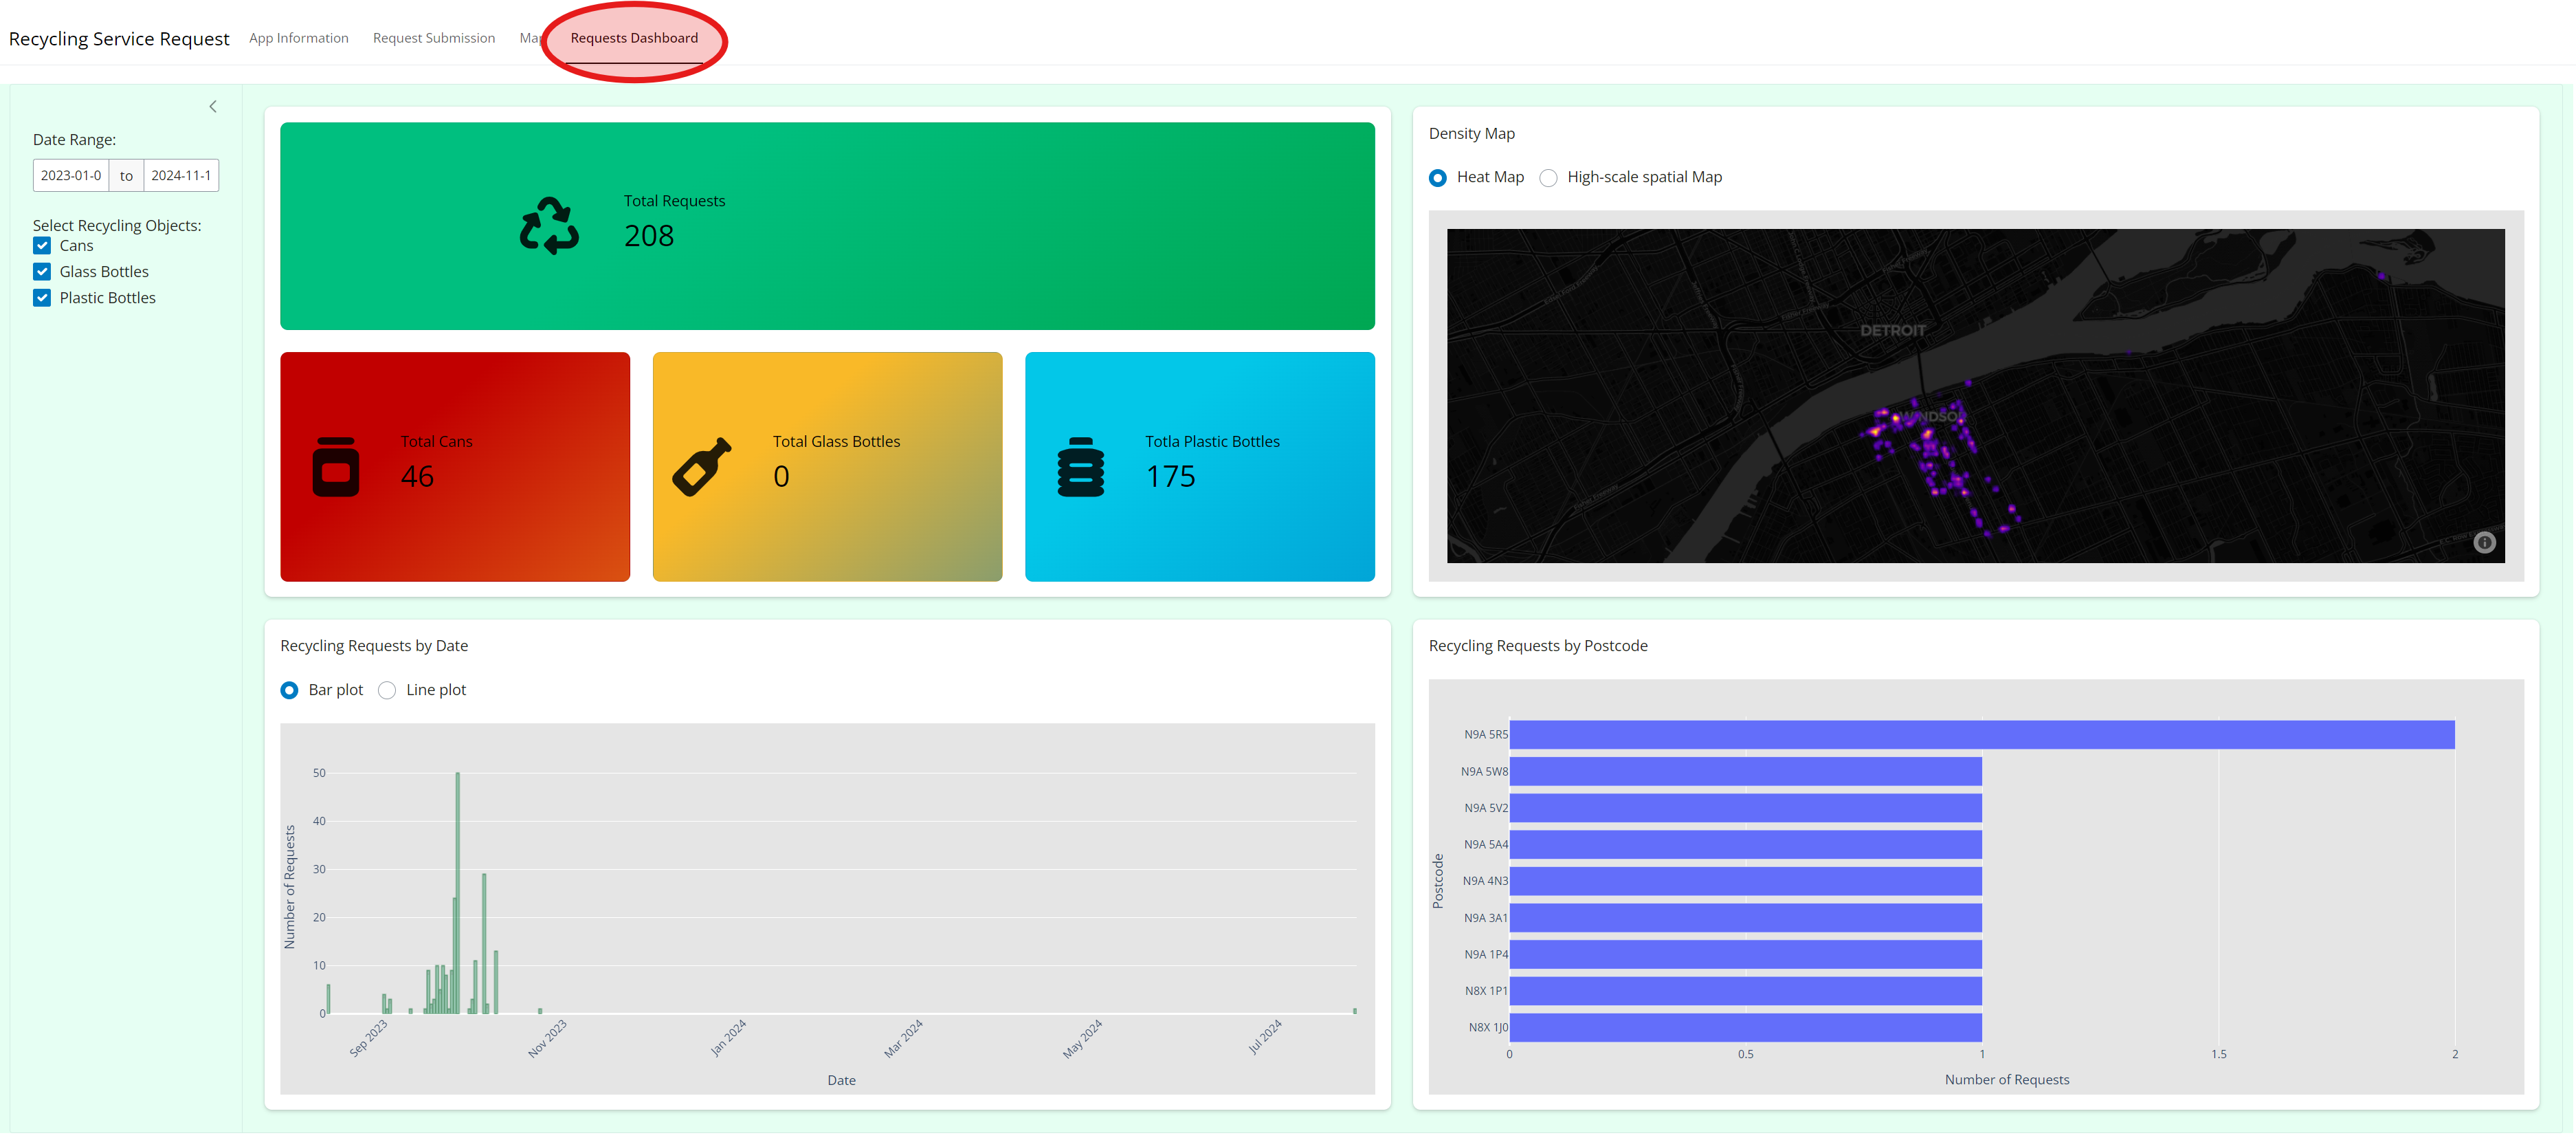 Recycling Service Request App Information Request Submission Map Requests Dashboard
Date Range:
2023-01-0 to 2024-11-1
Select Recycling Objects:
Cans
Glass Bottles
Plastic Bottles
Total Requests
208
Total Cans
46
Total Glass Bottles
0
Totla Plastic Bottles
175
Density Map
Heat Map High-scale spatial Map
DETROIT
WINDSOR
Recycling Requests by Date
Bar plot Line plot
Number of Requests
50
40
30
20
10
0
Sep 2023 Nov 2023 Jan 2024 Mar 2024 May 2024 Jul 2024
Date
Recycling Requests by Postcode
Postcode
N9A 5R5
N9A 5W8
N9A 5V2
N9A 5A4
N9A 4N3
N9A 3A1
N9A 1P4
N8X 1P1
N8X 1J0
0 0.5 1 1.5 2
Number of Requests